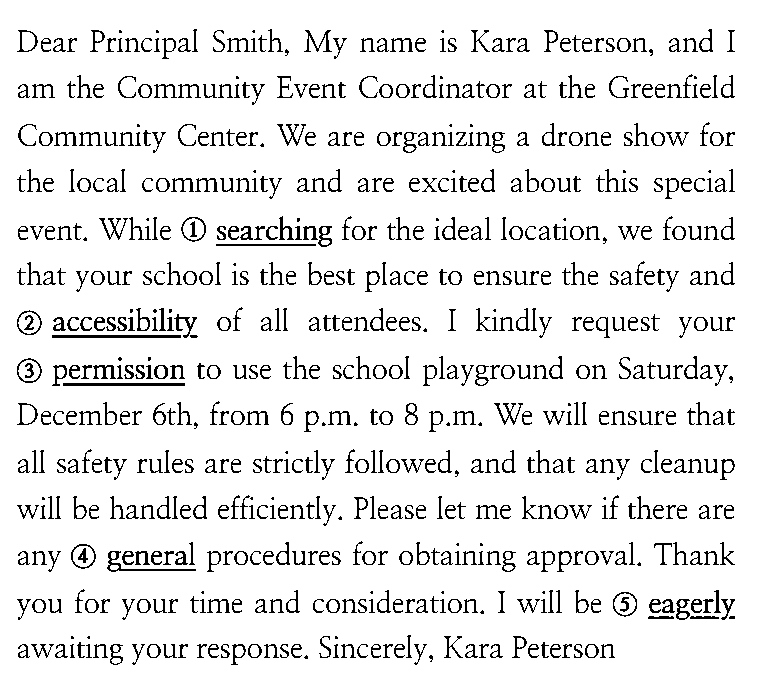 Dear Principal Smith, My name is Kara Peterson, and I
am the Community Event Coordinator at the Greenfield
Community Center. We are organizing a drone show for
the local community and are excited about this special
event. While ① searching for the ideal location, we found
that your school is the best place to ensure the safety and
② accessibility of all attendees. I kindly request your
③ permission to use the school playground on Saturday,
December 6th, from 6 p.m. to 8 p.m. We will ensure that
all safety rules are strictly followed, and that any cleanup
will be handled efficiently. Please let me know if there are
any ④ general procedures for obtaining approval. Thank
you for your time and consideration. I will be ⑤ eagerly
awaiting your response. Sincerely, Kara Peterson